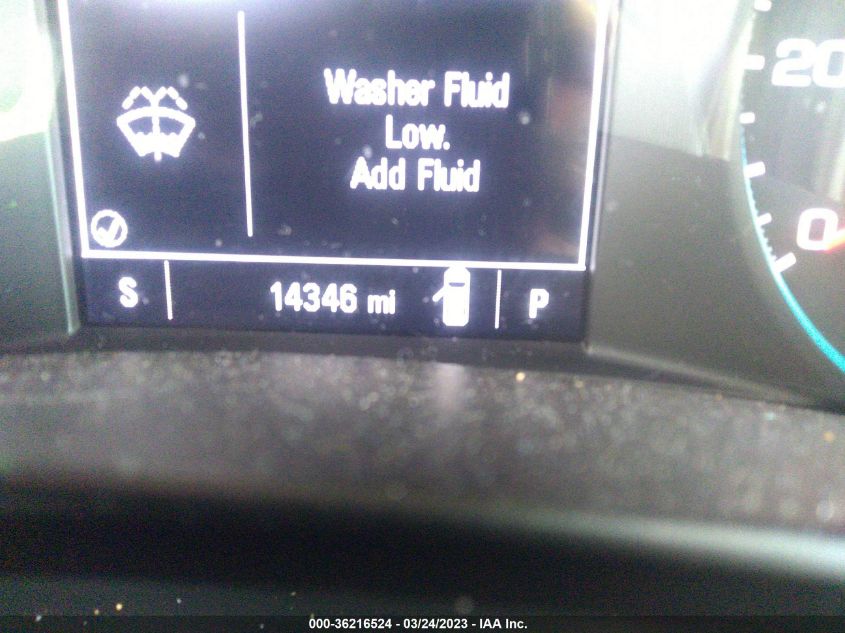 Washer Fluid
Low.
Add Fluid
20
0
S 14346 mi P
000-36216524 - 03/24/2023 - IAA Inc.